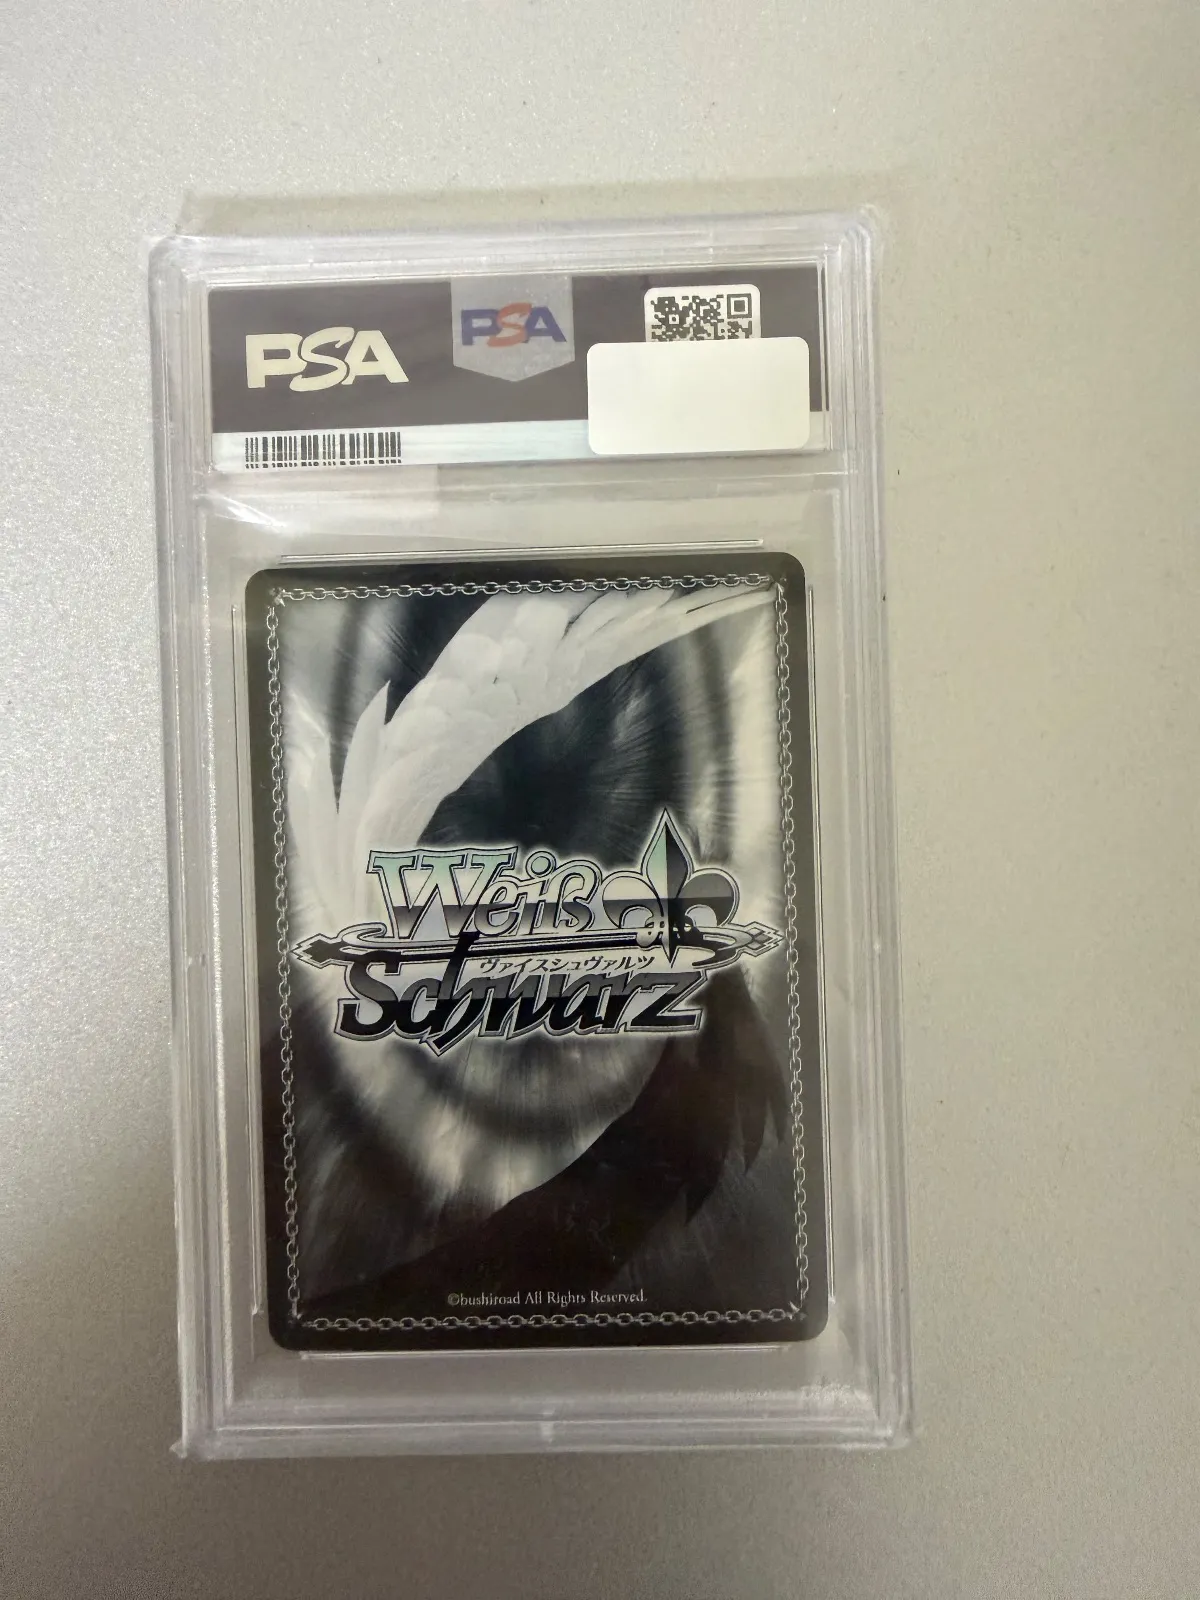 PSA
PSA
Weiß
ヴァイスシュヴァルツ
Schwarz
©bushiroad All Rights Reserved.